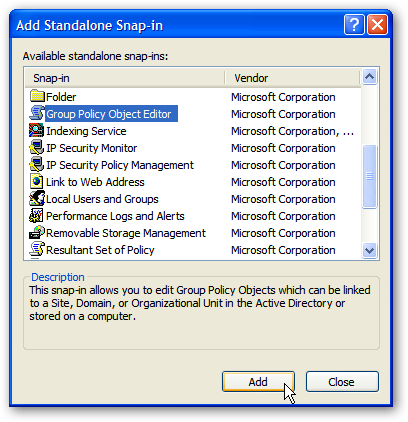 Add Standalone Snap-in
Available standalone snap-ins:
Snap-in Vendor
Folder Microsoft Corporation
Group Policy Object Editor Microsoft Corporation
Indexing Service Microsoft Corporation, ...
IP Security Monitor Microsoft Corporation
IP Security Policy Management Microsoft Corporation
Link to Web Address Microsoft Corporation
Local Users and Groups Microsoft Corporation
Performance Logs and Alerts Microsoft Corporation
Removable Storage Management Microsoft Corporation
Resultant Set of Policy Microsoft Corporation
Description
This snap-in allows you to edit Group Policy Objects which can be linked
to a Site, Domain, or Organizational Unit in the Active Directory or
stored on a computer.
Add Close